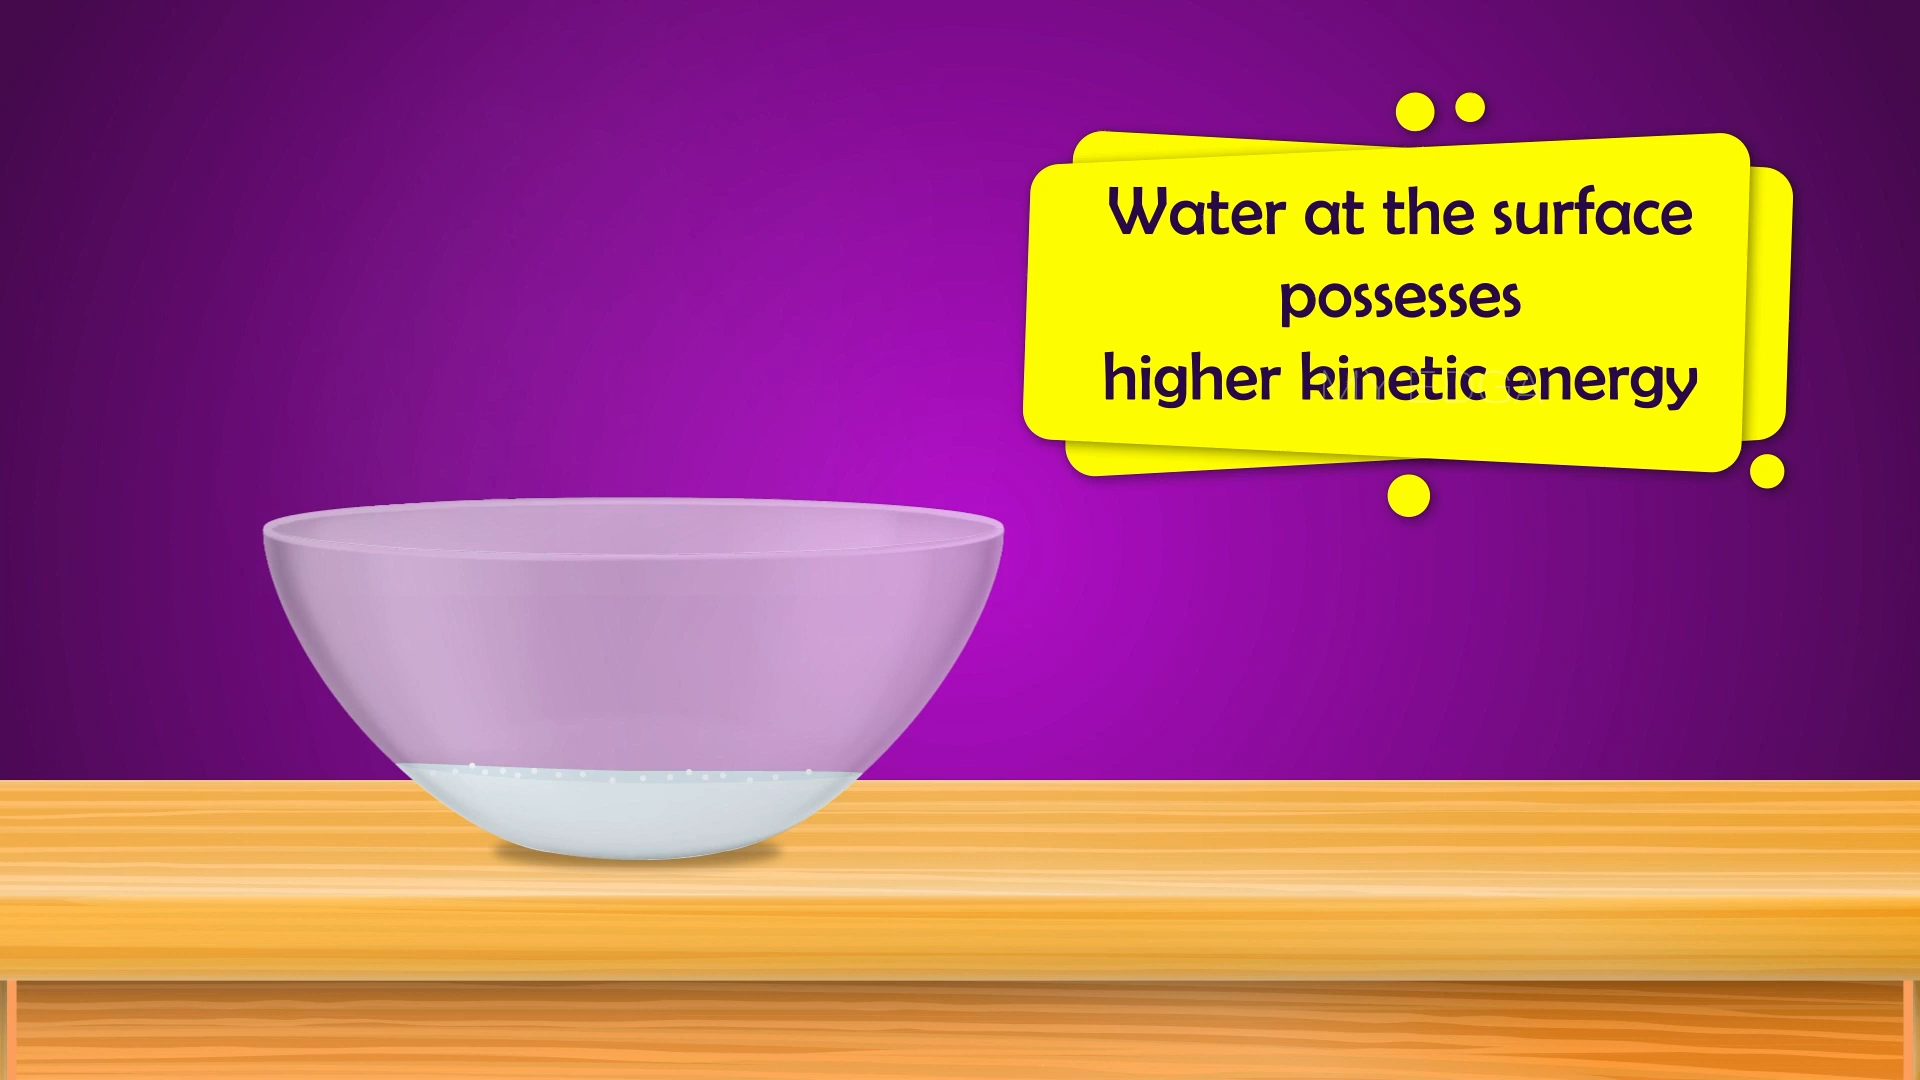 Water at the surface
possesses
higher kinetic energy